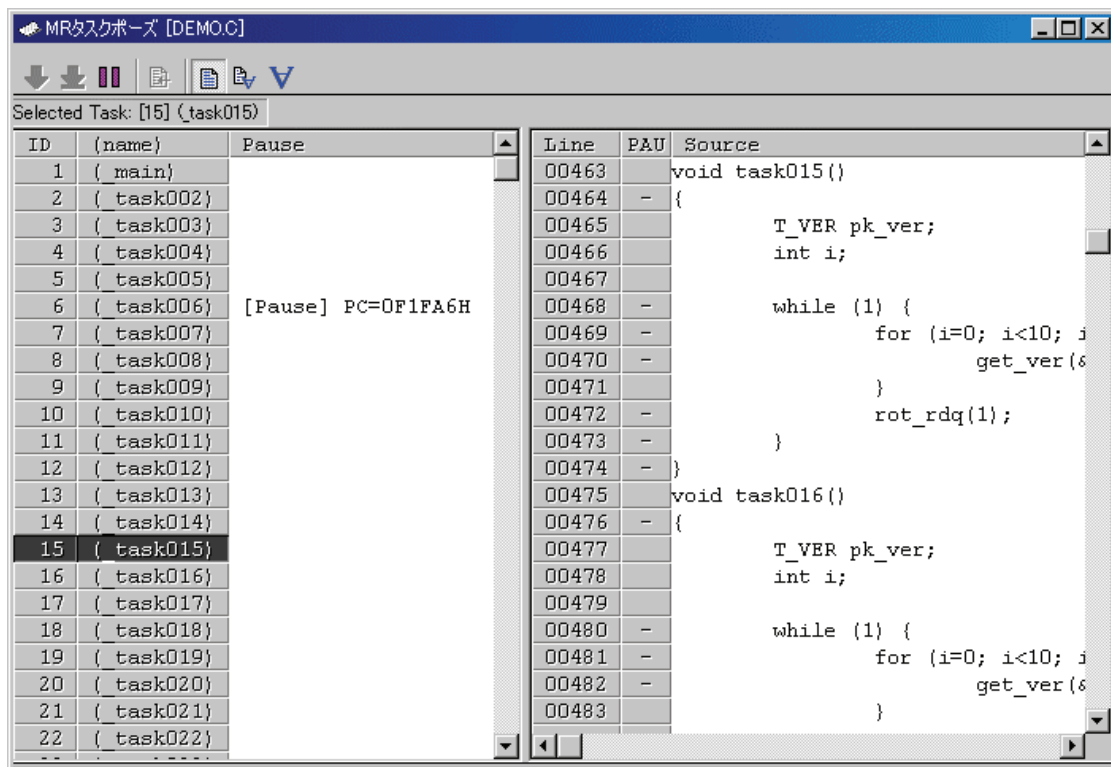 MRタスクポーズ [DEMO.C]
Selected Task: [15] (_task015)
ID (name) Pause
1 (_main)
2 (_task002)
3 (_task003)
4 (_task004)
5 (_task005)
6 (_task006) [Pause] PC=0F1FA6H
7 (_task007)
8 (_task008)
9 (_task009)
10 (_task010)
11 (_task011)
12 (_task012)
13 (_task013)
14 (_task014)
15 (_task015)
16 (_task016)
17 (_task017)
18 (_task018)
19 (_task019)
20 (_task020)
21 (_task021)
22 (_task022)
Line PAU Source
00463 void task015()
00464 - {
00465 T_VER pk_ver;
00466 int i;
00467
00468 - while (1) {
00469 - for (i=0; i<10; i
00470 - get_ver(&
00471 }
00472 - rot_rdq(1);
00473 - }
00474 - }
00475 void task016()
00476 - {
00477 T_VER pk_ver;
00478 int i;
00479
00480 - while (1) {
00481 - for (i=0; i<10; i
00482 - get_ver(&
00483 }